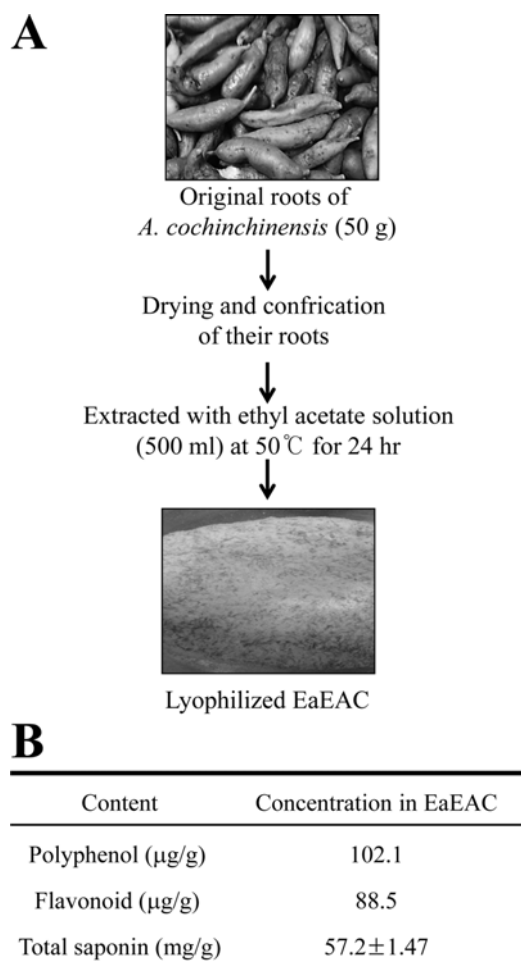 A
Original roots of
A. cochinchinensis (50 g)
Drying and confrication
of their roots
Extracted with ethyl acetate solution
(500 ml) at 50℃ for 24 hr
Lyophilized EaEAC
B
Content Concentration in EaEAC
Polyphenol (μg/g) 102.1
Flavonoid (μg/g) 88.5
Total saponin (mg/g) 57.2±1.47